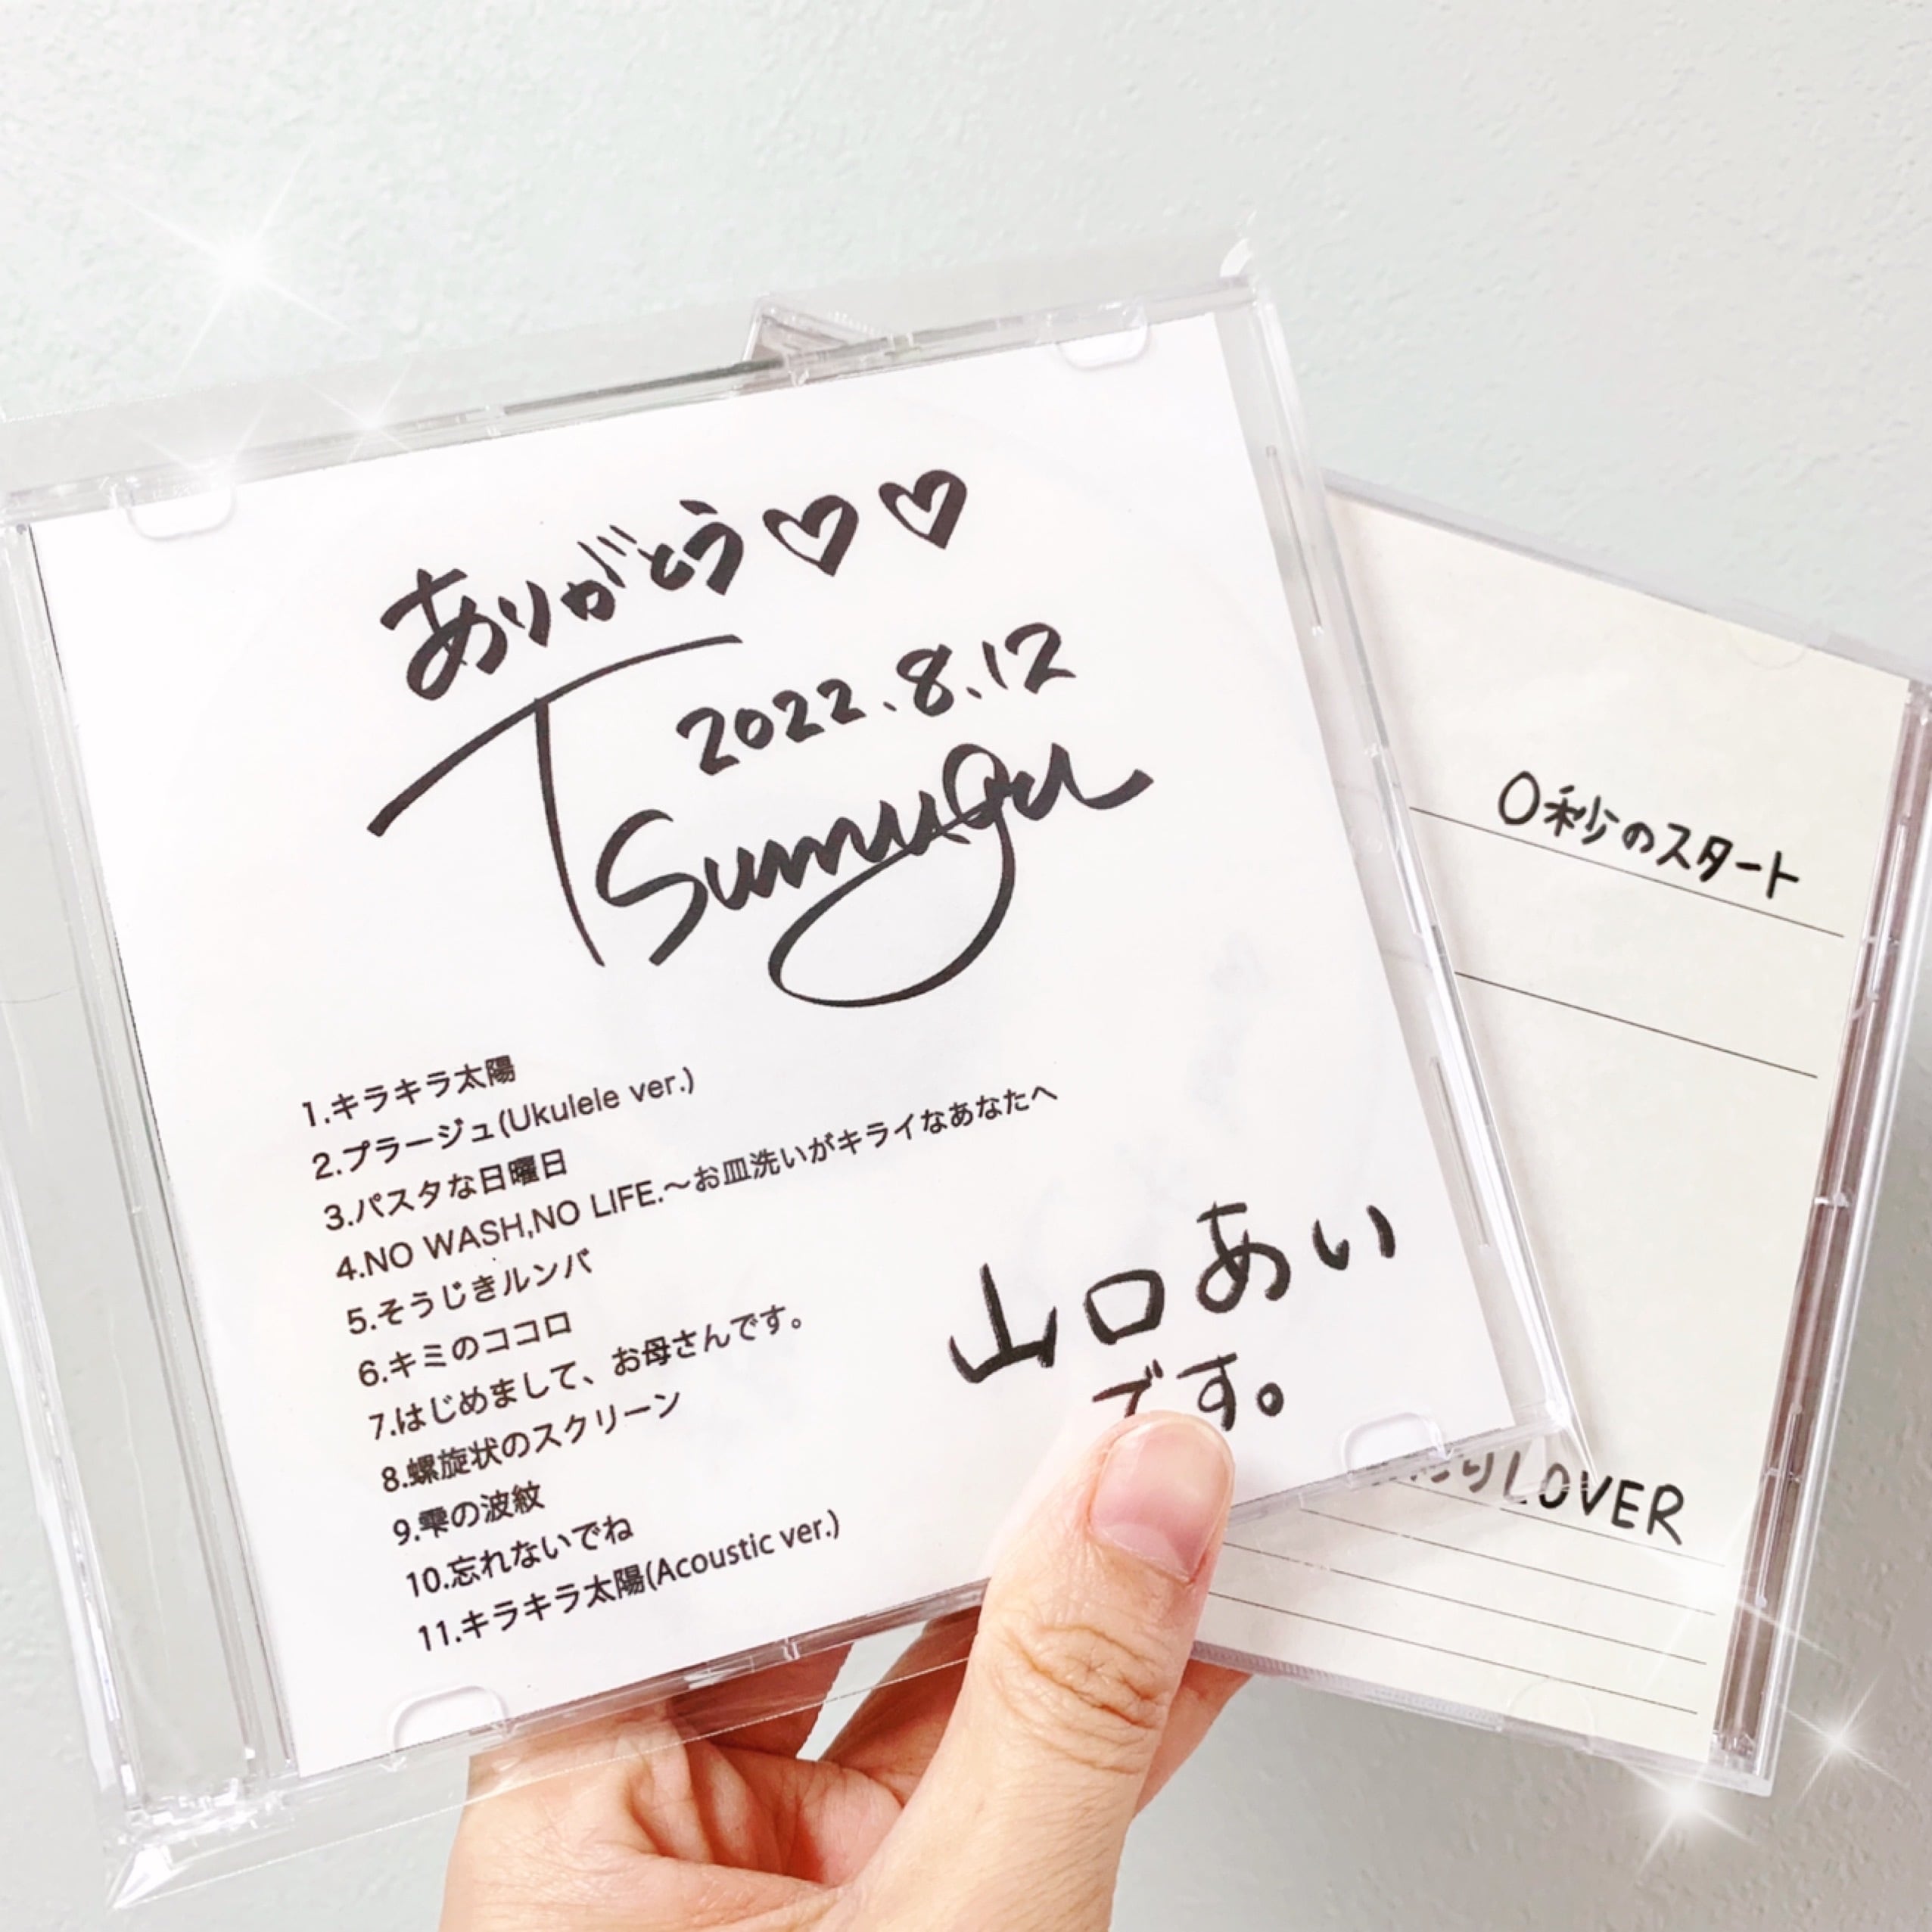 ありがとう♡♡
2022.8.12
Tsumugu
1.キラキラ太陽
2.プラージュ(Ukulele ver.)
3.パスタな日曜日
4.NO WASH,NO LIFE.〜お皿洗いがキライなあなたへ
5.そうじきルンバ
6.キミのココロ
7.はじめまして、お母さんです。
8.螺旋状のスクリーン
9.雫の波紋
10.忘れないでね
11.キラキラ太陽(Acoustic ver.)
山口あい
です。
0秒のスタート
LOVER